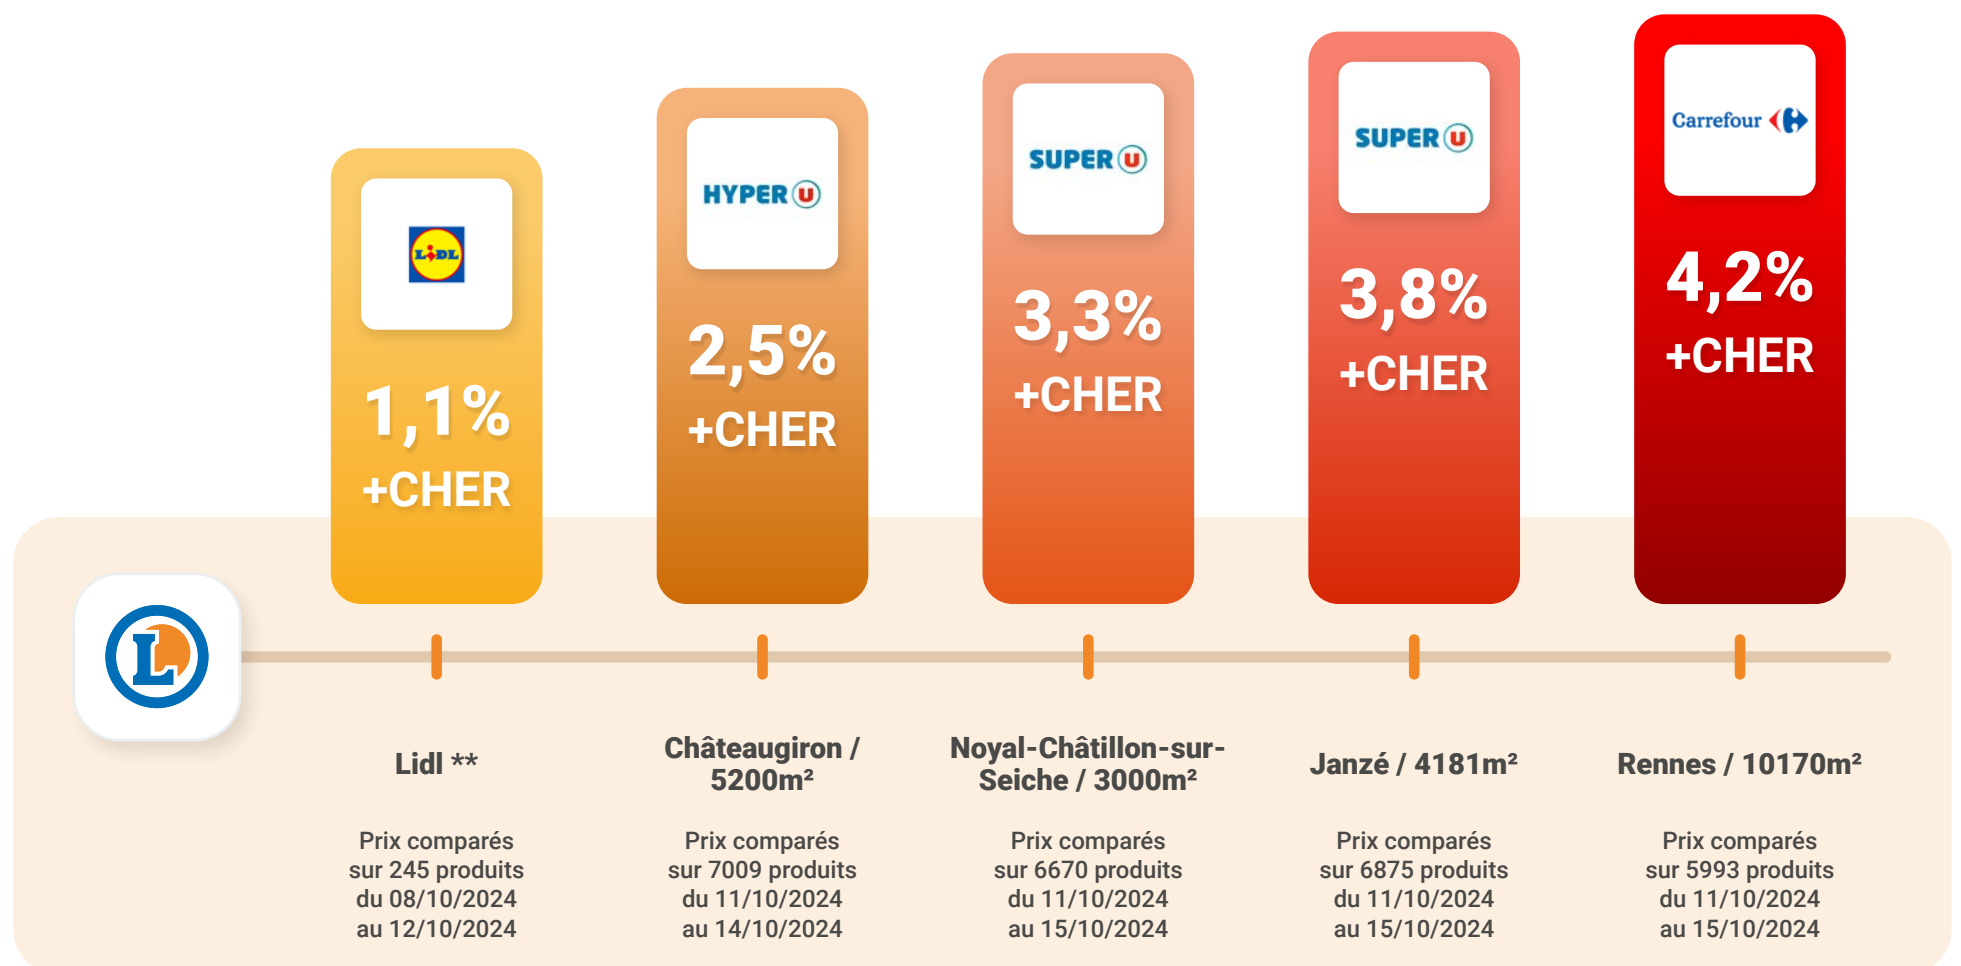 LIDL
1,1%
+CHER
HYPER U
2,5%
+CHER
SUPER U
3,3%
+CHER
SUPER U
3,8%
+CHER
Carrefour
4,2%
+CHER
L
Lidl **
Prix comparés
sur 245 produits
du 08/10/2024
au 12/10/2024
Châteaugiron /
5200m²
Prix comparés
sur 7009 produits
du 11/10/2024
au 14/10/2024
Noyal-Châtillon-sur-
Seiche / 3000m²
Prix comparés
sur 6670 produits
du 11/10/2024
au 15/10/2024
Janzé / 4181m²
Prix comparés
sur 6875 produits
du 11/10/2024
au 15/10/2024
Rennes / 10170m²
Prix comparés
sur 5993 produits
du 11/10/2024
au 15/10/2024